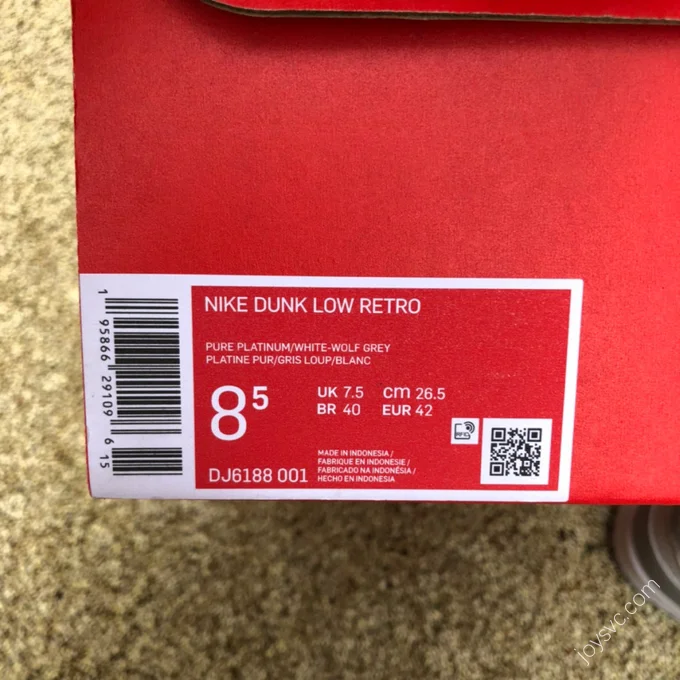 NIKE DUNK LOW RETRO
PURE PLATINUM/WHITE-WOLF GREY
PLATINE PUR/GRIS LOUP/BLANC
8⁵
UK 7.5 cm 26.5
BR 40 EUR 42
DJ6188 001
MADE IN INDONESIA /
FABRIQUE EN INDONESIE /
FABRICADO NA INDONÉSIA /
HECHO EN INDONESIA
1 95866 29109 6 15
joysvc.com